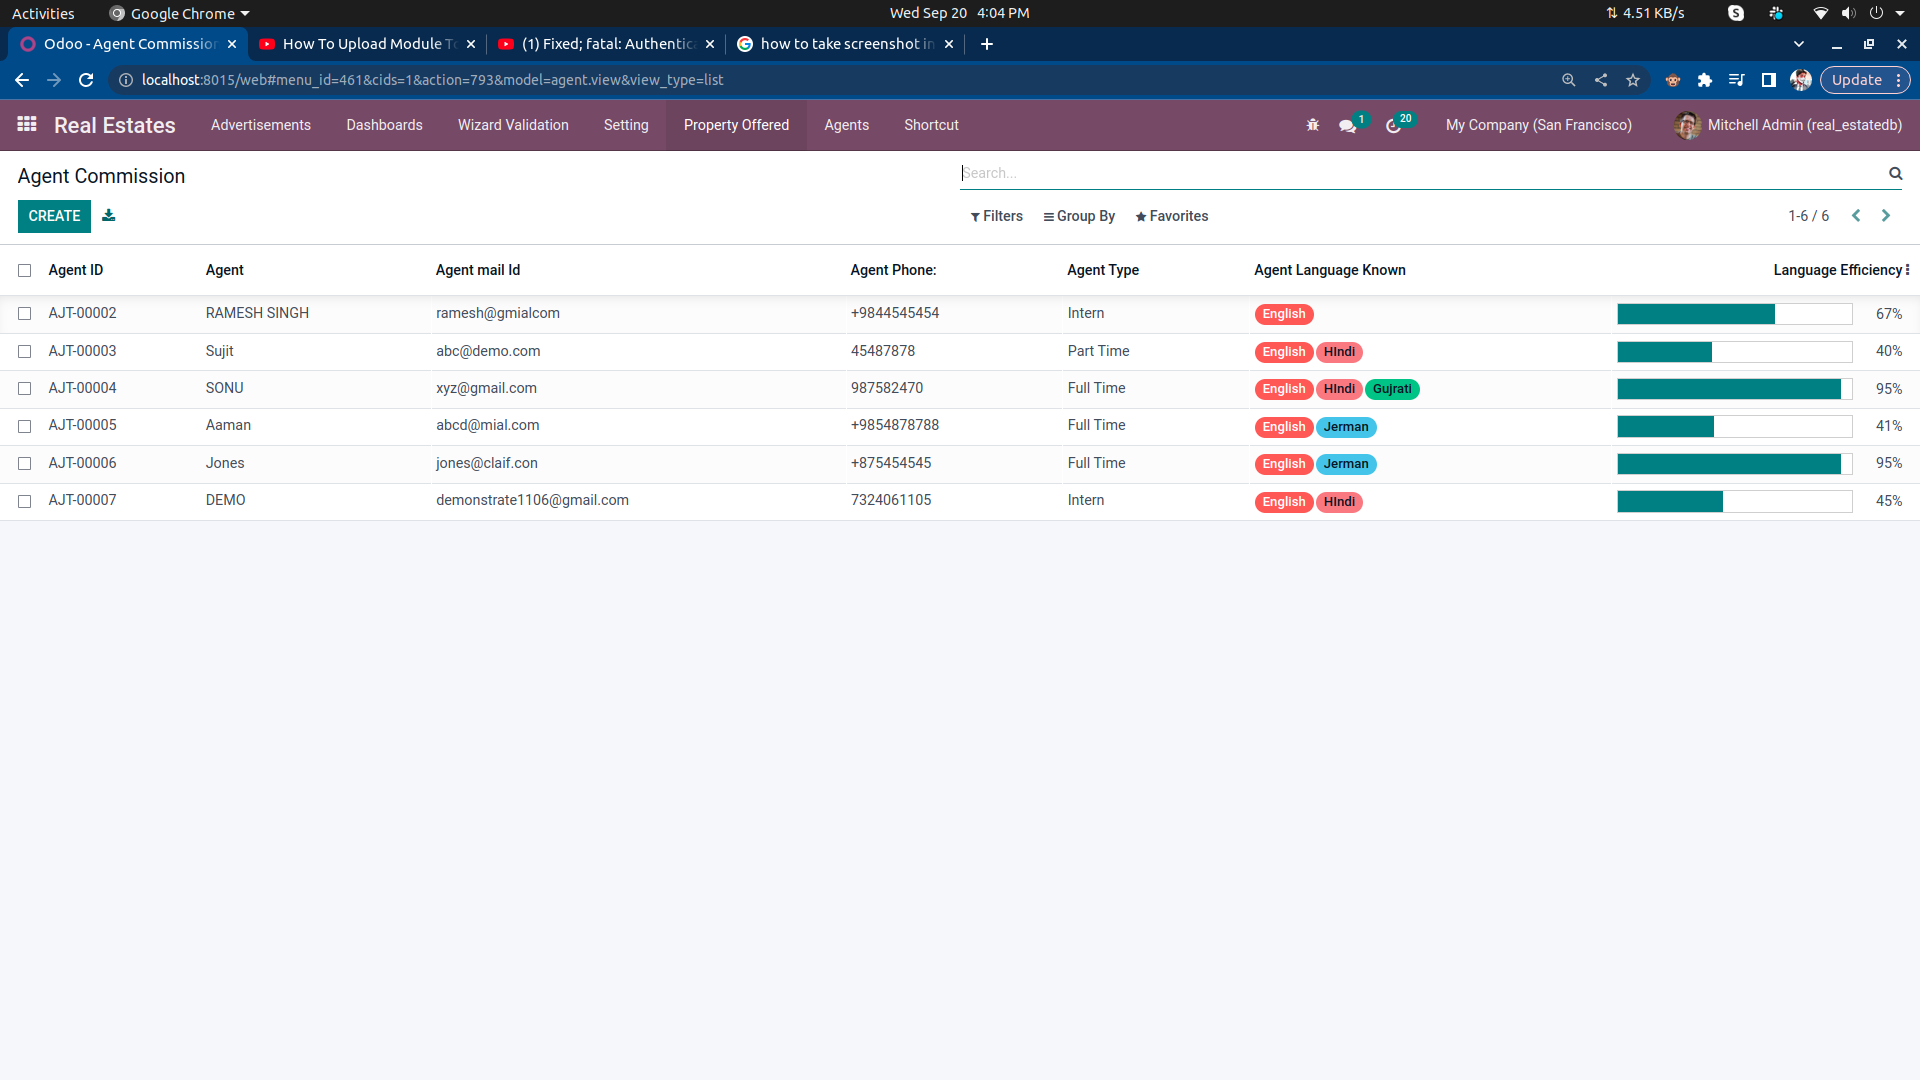 Activities Google Chrome Wed Sep 20 4:04 PM 4.51 KB/s
Odoo - Agent Commission How To Upload Module To (1) Fixed; fatal: Authentic how to take screenshot in
localhost:8015/web#menu_id=461&cids=1&action=793&model=agent.view&view_type=list Update
Real Estates Advertisements Dashboards Wizard Validation Setting Property Offered Agents Shortcut 1 20 My Company (San Francisco) Mitchell Admin (real_estatedb)
Agent Commission Search...
CREATE Filters Group By Favorites 1-6 / 6
Agent ID Agent Agent mail Id Agent Phone: Agent Type Agent Language Known Language Efficiency
AJT-00002 RAMESH SINGH ramesh@gmialcom +9844545454 Intern English 67%
AJT-00003 Sujit abc@demo.com 45487878 Part Time English HIndi 40%
AJT-00004 SONU xyz@gmail.com 987582470 Full Time English HIndi Gujrati 95%
AJT-00005 Aaman abcd@mial.com +9854878788 Full Time English Jerman 41%
AJT-00006 Jones jones@claif.con +875454545 Full Time English Jerman 95%
AJT-00007 DEMO demonstrate1106@gmail.com 7324061105 Intern English HIndi 45%